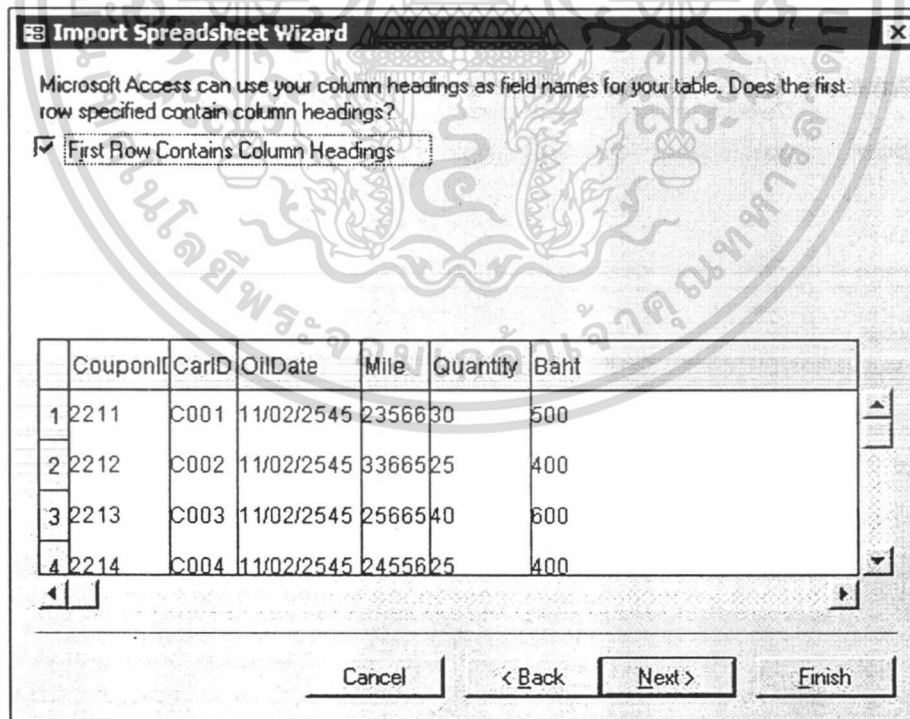 Import Spreadsheet Wizard
Microsoft Access can use your column headings as field names for your table. Does the first
row specified contain column headings?
First Row Contains Column Headings
CouponI CarID OilDate Mile Quantity Baht
1 2211 C001 11/02/2545 23566 30 500
2 2212 C002 11/02/2545 33665 25 400
3 2213 C003 11/02/2545 25665 40 600
4 2214 C004 11/02/2545 24556 25 400
Cancel < Back Next > Finish